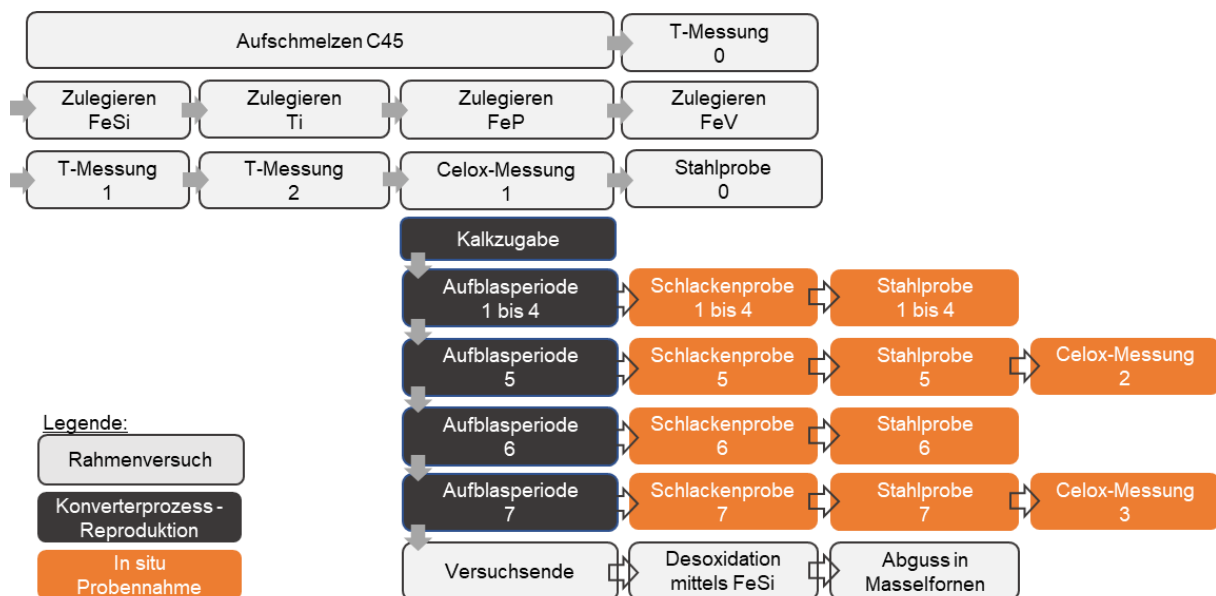 Aufschmelzen C45
T-Messung
0
Zulegieren
FeSi
Zulegieren
Ti
Zulegieren
FeP
Zulegieren
FeV
T-Messung
1
T-Messung
2
Celox-Messung
1
Stahlprobe
0
Kalkzugabe
Aufblasperiode
1 bis 4
Schlackenprobe
1 bis 4
Stahlprobe
1 bis 4
Aufblasperiode
5
Schlackenprobe
5
Stahlprobe
5
Celox-Messung
2
Aufblasperiode
6
Schlackenprobe
6
Stahlprobe
6
Aufblasperiode
7
Schlackenprobe
7
Stahlprobe
7
Celox-Messung
3
Versuchsende
Desoxidation
mittels FeSi
Abguss in
Masselfornen
Legende:
Rahmenversuch
Konverterprozess -
Reproduktion
In situ
Probennahme